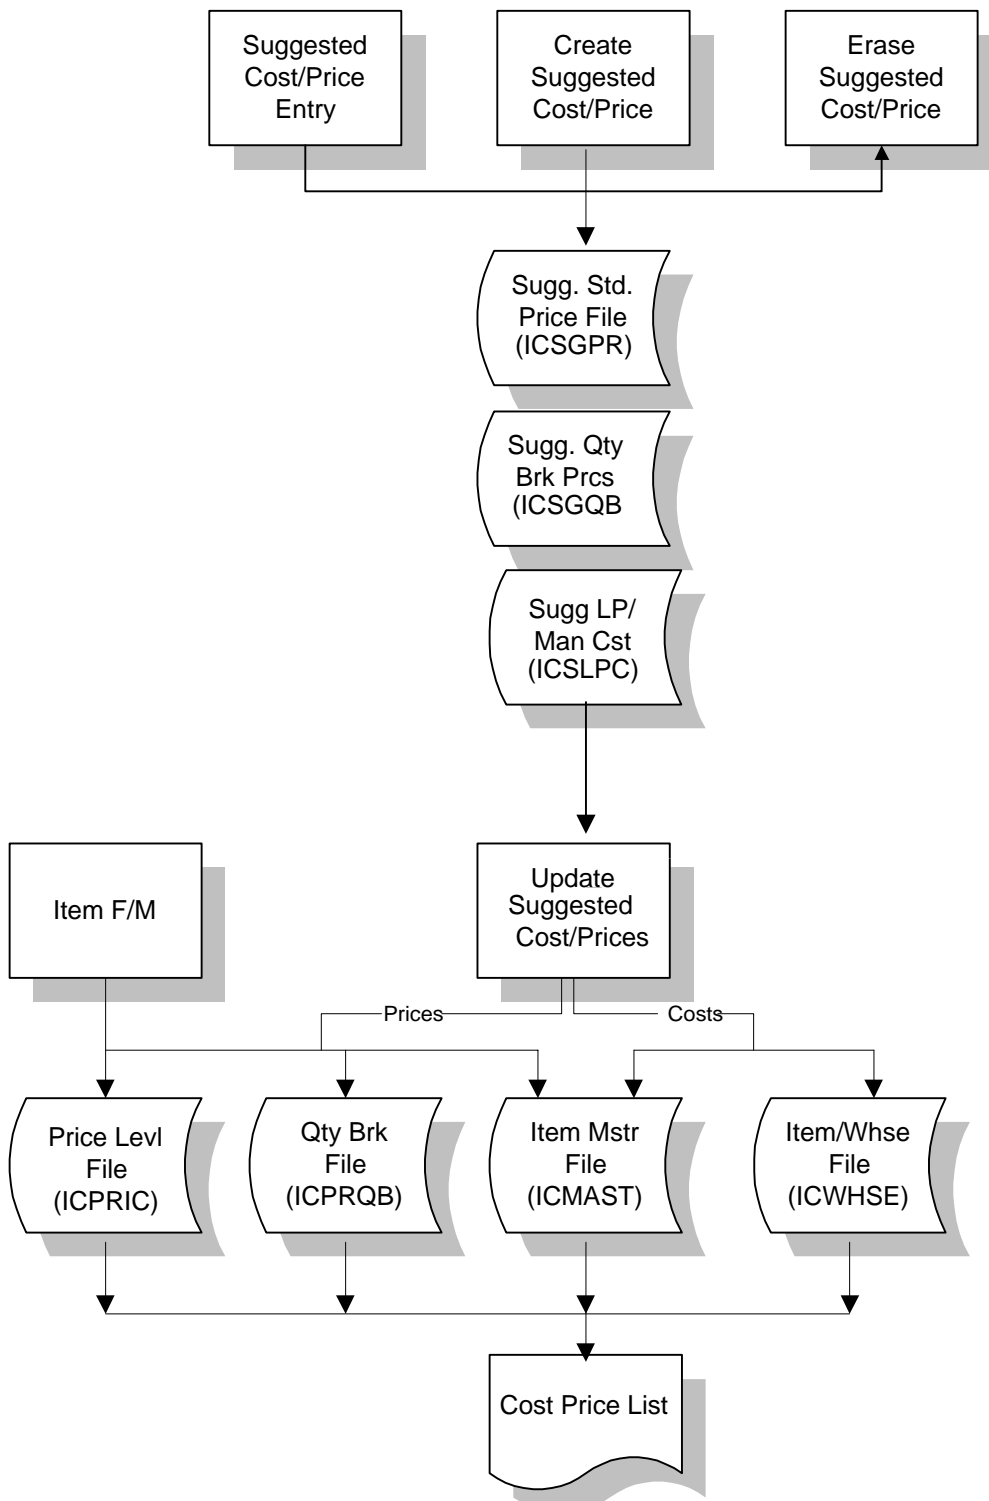 Suggested
Cost/Price
Entry
Create
Suggested
Cost/Price
Erase
Suggested
Cost/Price
Sugg. Std.
Price File
(ICSGPR)
Sugg. Qty
Brk Prcs
(ICSGQB
Sugg LP/
Man Cst
(ICSLPC)
Item F/M
Update
Suggested
Cost/Prices
Prices
Costs
Price Levl
File
(ICPRIC)
Qty Brk
File
(ICPRQB)
Item Mstr
File
(ICMAST)
Item/Whse
File
(ICWHSE)
Cost Price List